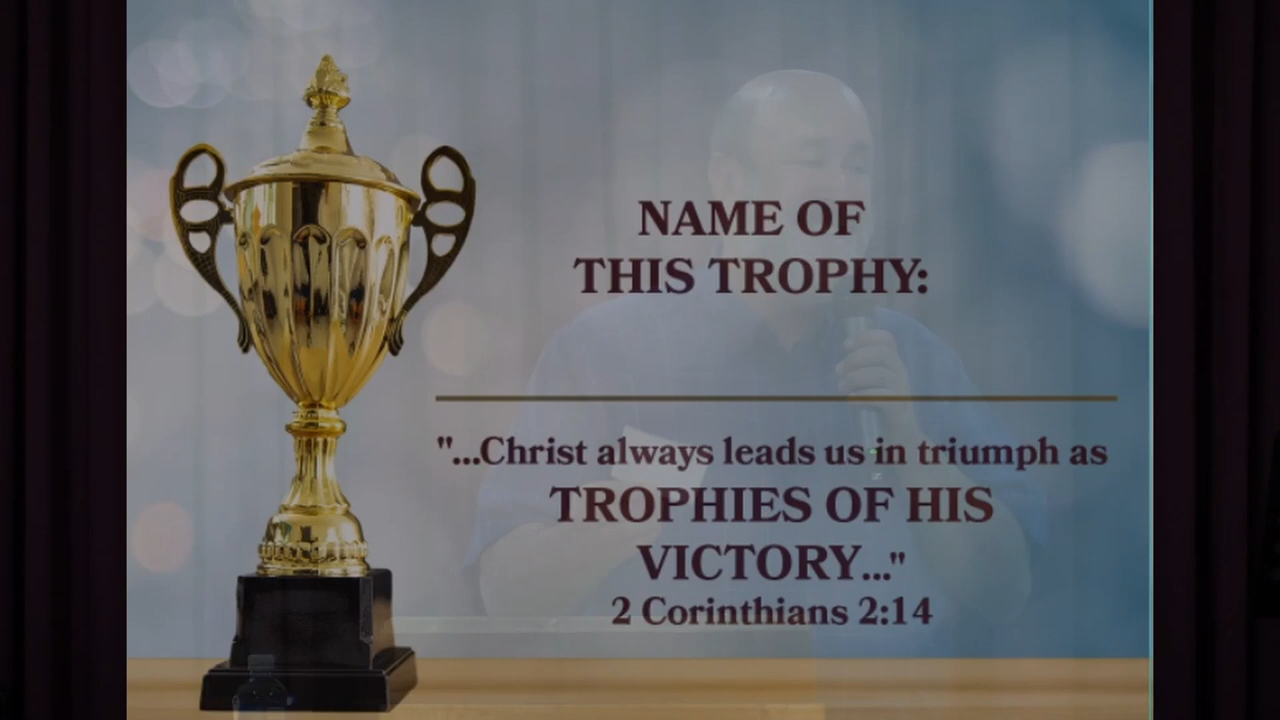 NAME OF
THIS TROPHY:
"...Christ always leads us in triumph as
TROPHIES OF HIS
VICTORY..."
2 Corinthians 2:14